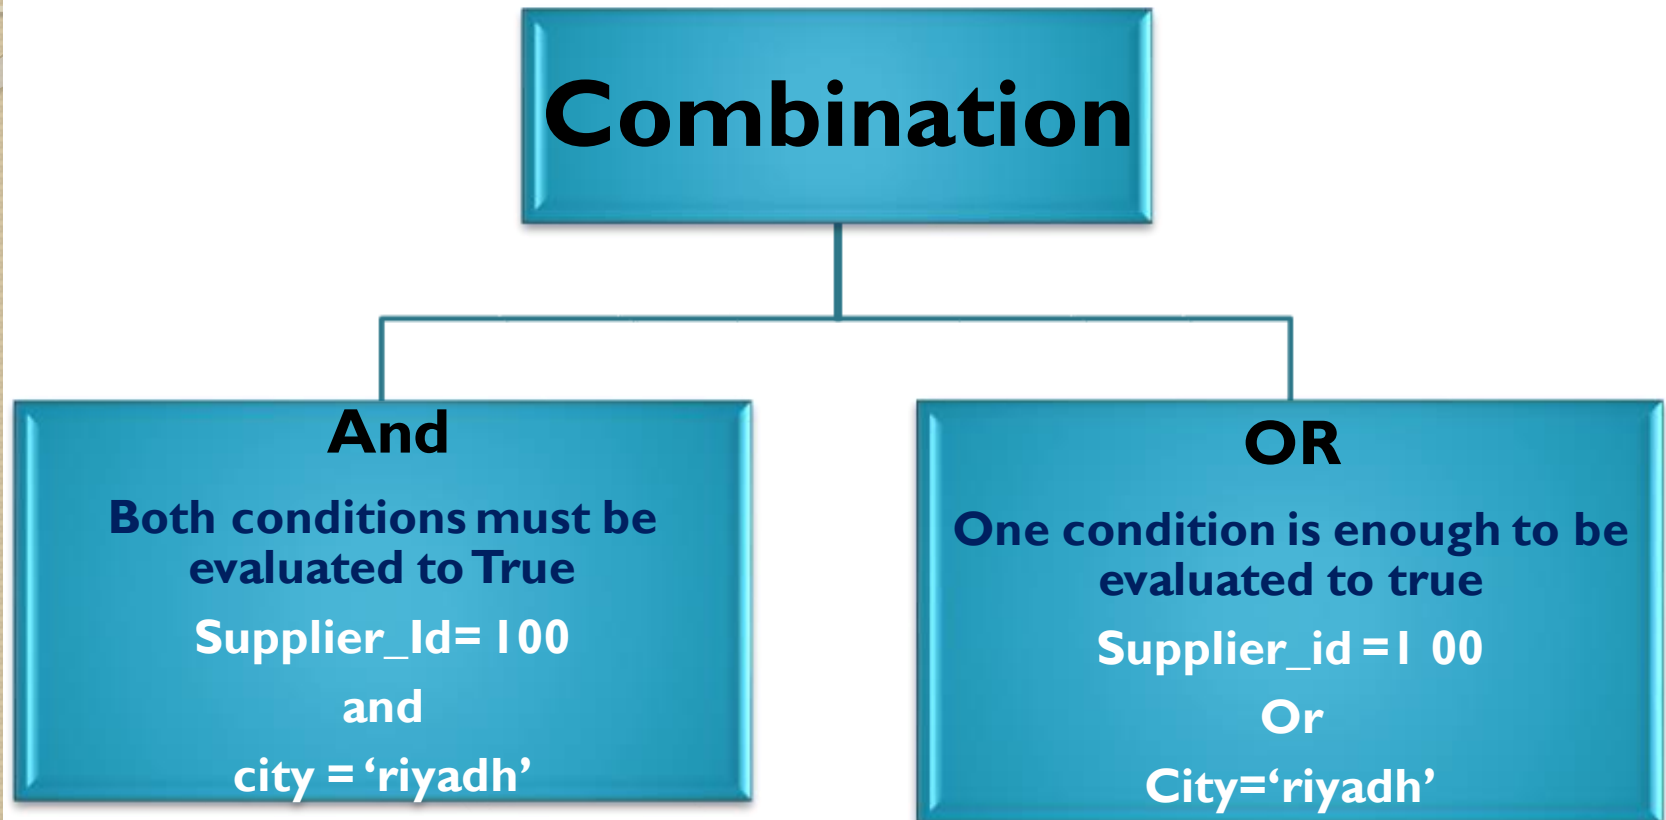 Combination
And
Both conditions must be
evaluated to True
Supplier_Id= 100
and
city = ‘riyadh’
OR
One condition is enough to be
evaluated to true
Supplier_id =1 00
Or
City=‘riyadh’